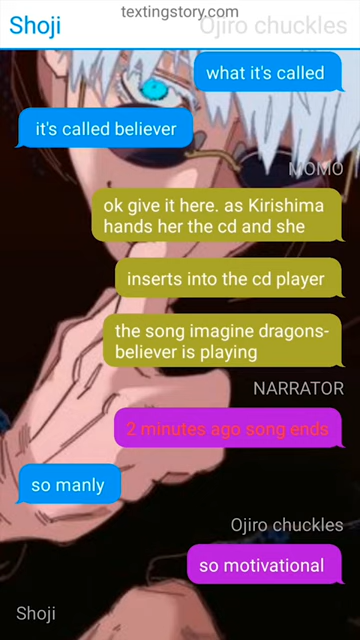 textingstory.com
Shoji
Ojiro chuckles
what it's called
it's called believer
MOMO
ok give it here. as Kirishima
hands her the cd and she
inserts into the cd player
the song imagine dragons-
believer is playing
NARRATOR
2 minutes ago song ends
so manly
Ojiro chuckles
so motivational
Shoji